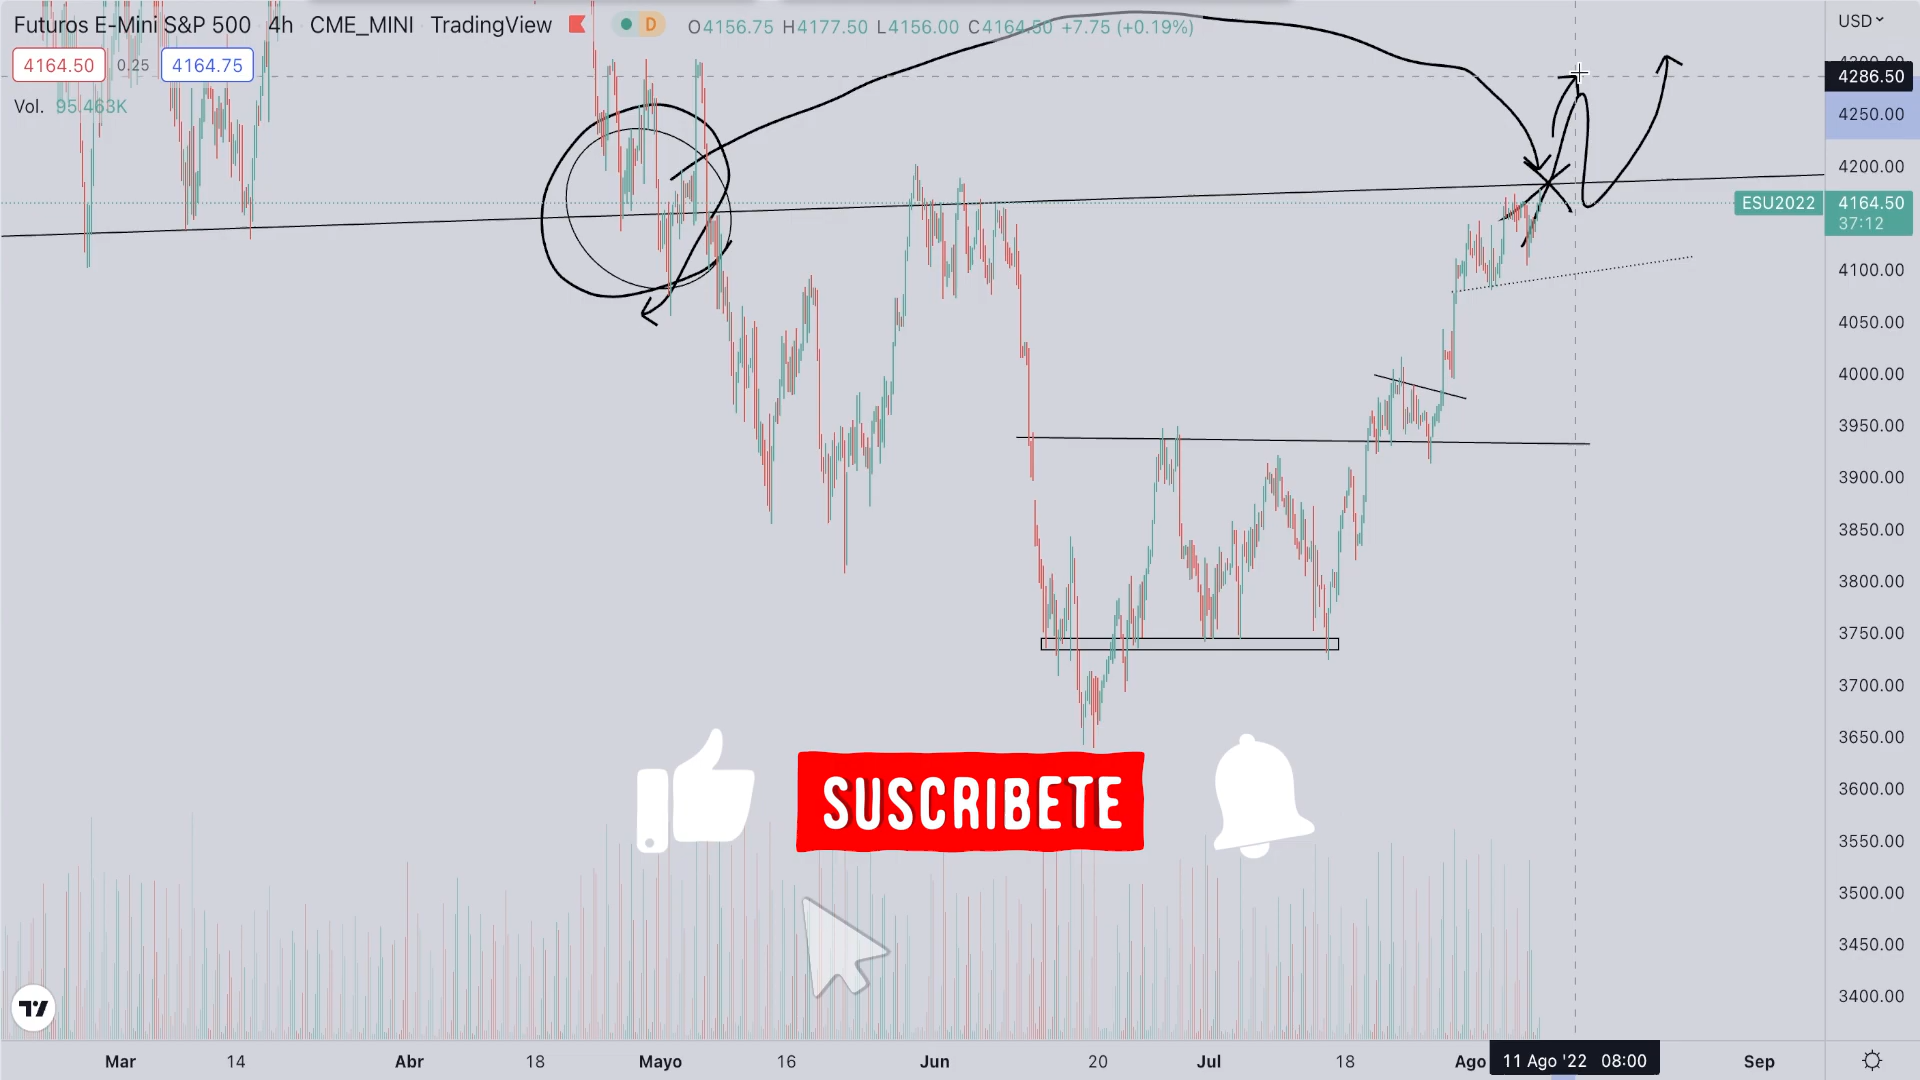 Futuros E-Mini S&P 500 4h CME_MINI TradingView D O4156.75 H4177.50 L4156.00 C4164.50 +7.75 (+0.19%)
4164.50 0.25 4164.75
Vol. 95.463K
USD
4300.00
4286.50
4250.00
4200.00
ESU2022 4164.50
37:12
4100.00
4050.00
4000.00
3950.00
3900.00
3850.00
3800.00
3750.00
3700.00
3650.00
3600.00
3550.00
3500.00
3450.00
3400.00
SUSCRIBETE
Mar 14 Abr 18 Mayo 16 Jun 20 Jul 18 Ago 11 Ago '22 08:00 Sep